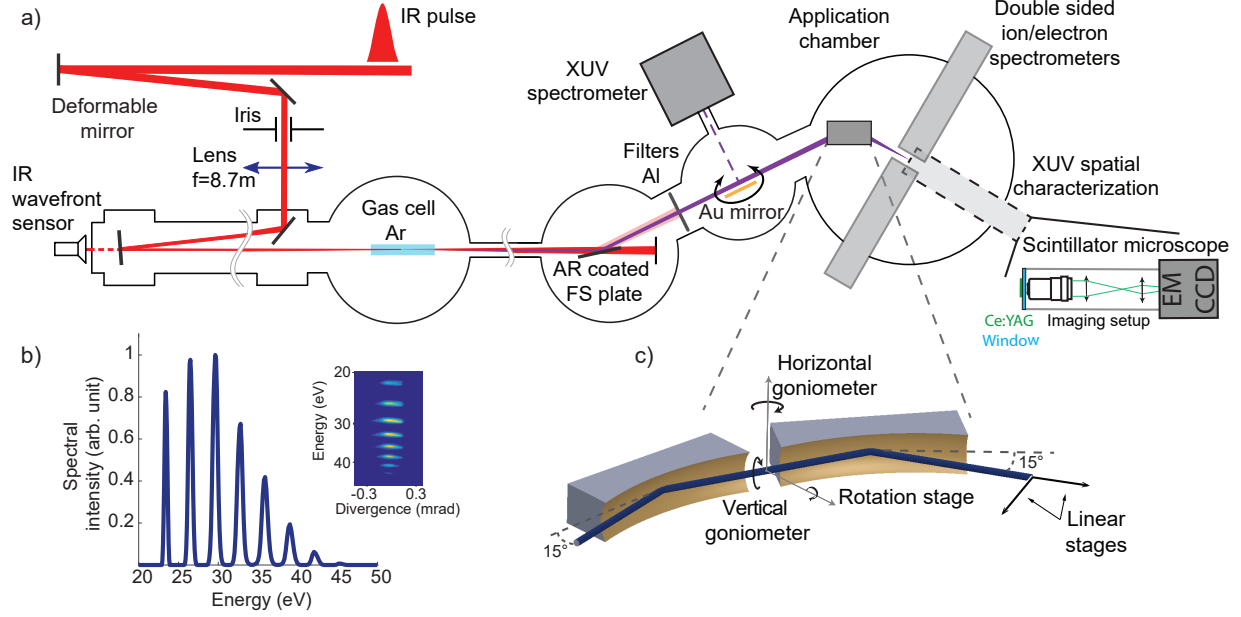 a)
IR pulse
Deformable
mirror
Iris
Lens
f=8.7m
IR
wavefront
sensor
Gas cell
Ar
AR coated
FS plate
Filters
Al
XUV
spectrometer
Au mirror
Application
chamber
Double sided
ion/electron
spectrometers
XUV spatial
characterization
Scintillator microscope
EM
CCD
Ce:YAG
Window
Imaging setup
b)
Spectral
intensity (arb. unit)
1
0.8
0.6
0.4
0.2
20 25 30 35 40 45 50
Energy (eV)
Energy (eV)
20
30
40
-0.3 0.3
Divergence (mrad)
c)
Horizontal
goniometer
15°
Rotation stage
Vertical
goniometer
Linear
stages
15°